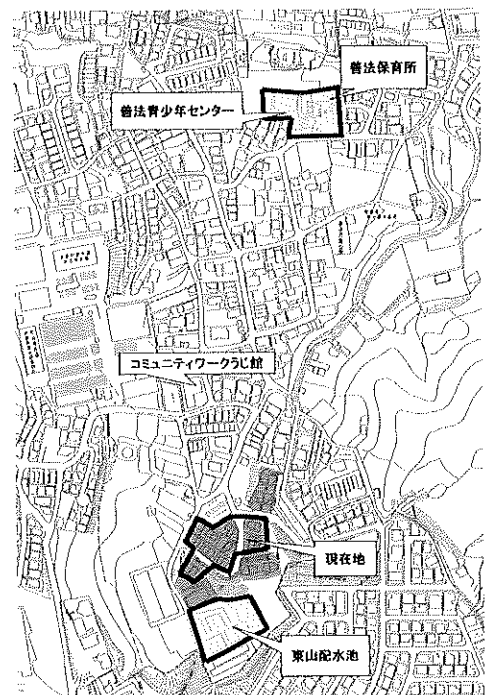 善法保育所
善法青少年センター
コミュニティワークうじ館
現在地
東山配水池